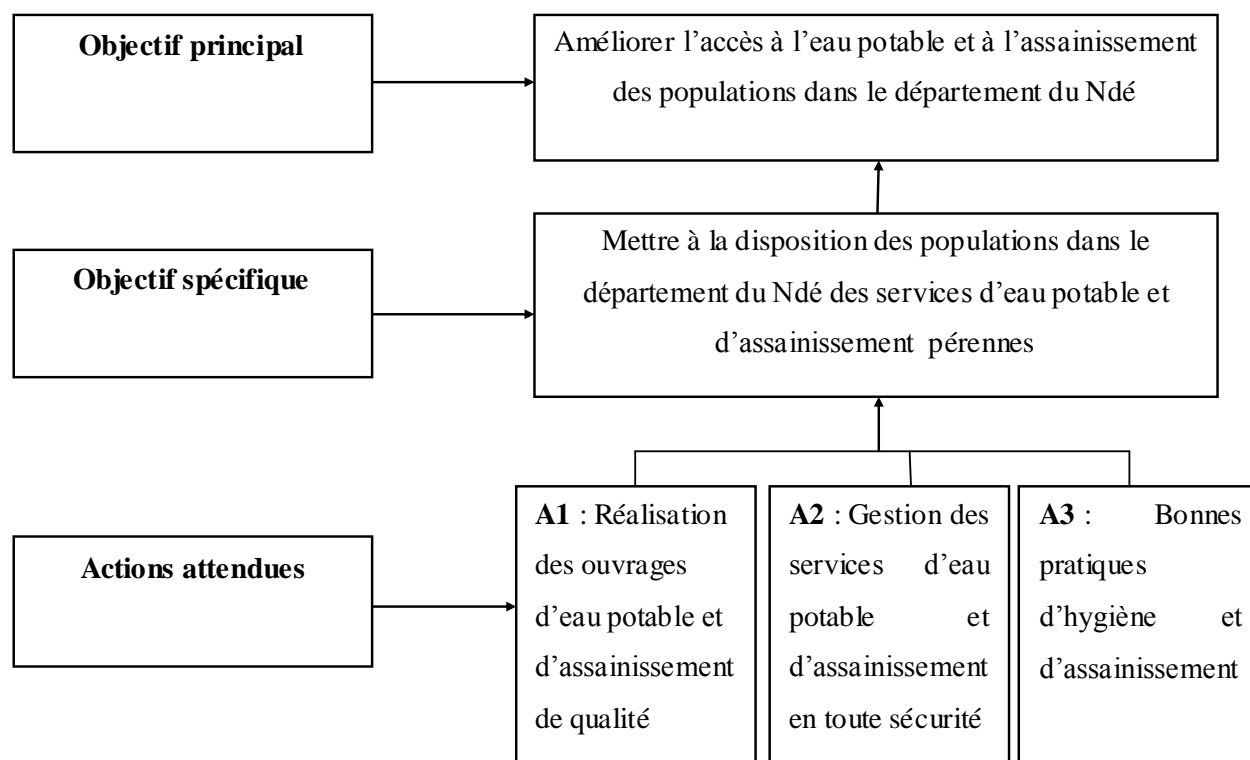 Objectif principal
Améliorer l’accès à l’eau potable et à l’assainissement
des populations dans le département du Ndé
Objectif spécifique
Mettre à la disposition des populations dans le
département du Ndé des services d’eau potable et
d’assainissement pérennes
Actions attendues
A1 : Réalisation
des ouvrages
d’eau potable et
d’assainissement
de qualité
A2 : Gestion des
services d’eau
potable et
d’assainissement
en toute sécurité
A3 : Bonnes
pratiques
d’hygiène et
d’assainissement